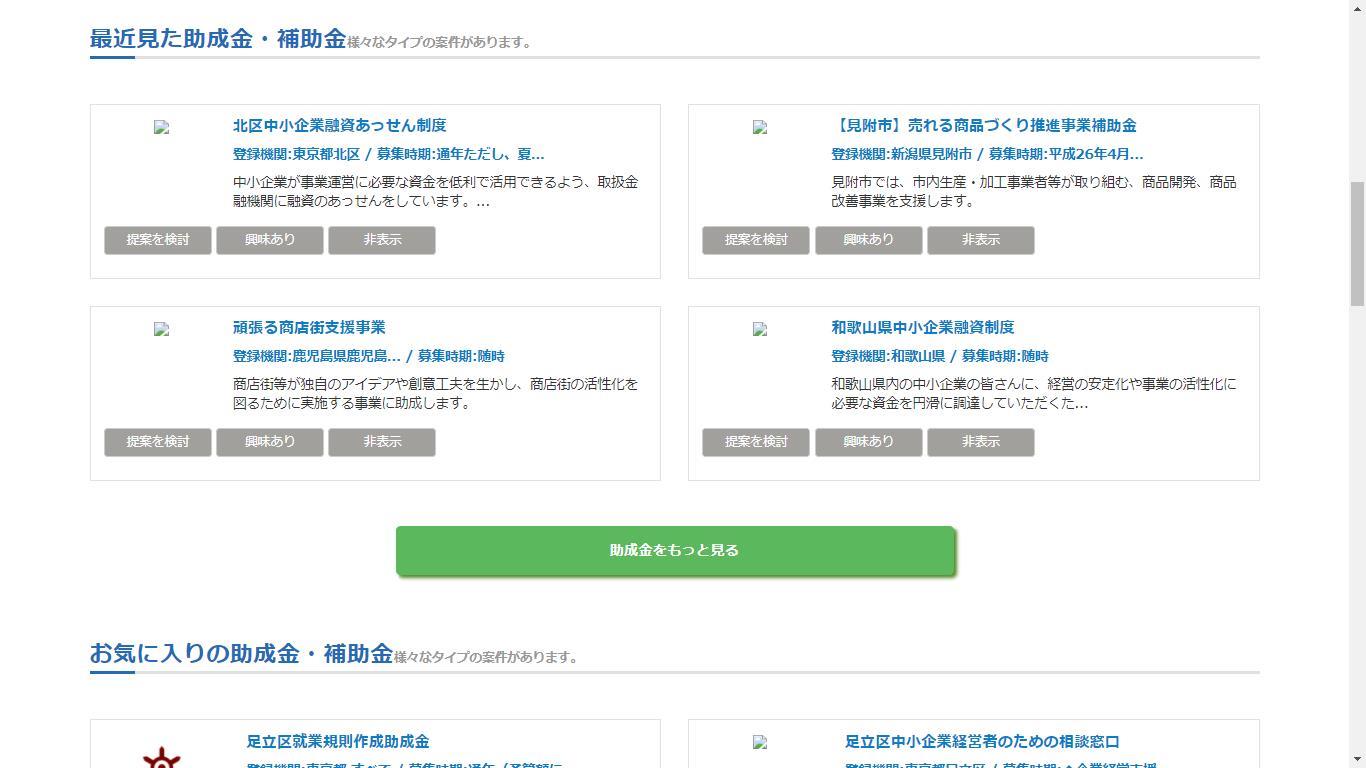 最近見た助成金・補助金様々なタイプの案件があります。
北区中小企業融資あっせん制度
登録機関:東京都北区 / 募集時期:通年ただし、夏...
中小企業が事業運営に必要な資金を低利で活用できるよう、取扱金
融機関に融資のあっせんをしています。...
提案を検討 興味あり 非表示
【見附市】売れる商品づくり推進事業補助金
登録機関:新潟県見附市 / 募集時期:平成26年4月...
見附市では、市内生産・加工事業者等が取り組む、商品開発、商品
改善事業を支援します。
提案を検討 興味あり 非表示
頑張る商店街支援事業
登録機関:鹿児島県鹿児島... / 募集時期:随時
商店街等が独自のアイデアや創意工夫を生かし、商店街の活性化を
図るために実施する事業に助成します。
提案を検討 興味あり 非表示
和歌山県中小企業融資制度
登録機関:和歌山県 / 募集時期:随時
和歌山県内の中小企業の皆さんに、経営の安定化や事業の活性化に
必要な資金を円滑に調達していただくた...
提案を検討 興味あり 非表示
助成金をもっと見る
お気に入りの助成金・補助金様々なタイプの案件があります。
足立区就業規則作成助成金
足立区中小企業経営者のための相談窓口